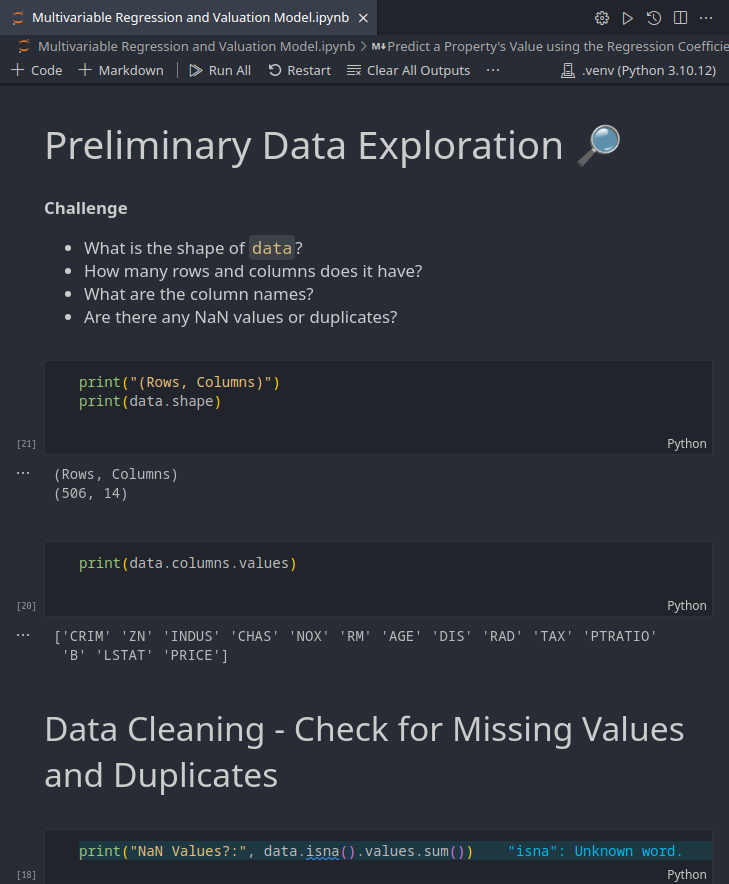 Multivariable Regression and Valuation Model.ipynb
Multivariable Regression and Valuation Model.ipynb > M↓Predict a Property's Value using the Regression Coefficie
+ Code + Markdown | Run All Restart Clear All Outputs ··· .venv (Python 3.10.12)
Preliminary Data Exploration 🔎
Challenge
• What is the shape of data?
• How many rows and columns does it have?
• What are the column names?
• Are there any NaN values or duplicates?
print("(Rows, Columns)")
print(data.shape)
[21] Python
(Rows, Columns)
(506, 14)
print(data.columns.values)
[20] Python
['CRIM' 'ZN' 'INDUS' 'CHAS' 'NOX' 'RM' 'AGE' 'DIS' 'RAD' 'TAX' 'PTRATIO'
'B' 'LSTAT' 'PRICE']
Data Cleaning - Check for Missing Values
and Duplicates
print("NaN Values?:", data.isna().values.sum()) "isna": Unknown word.
[18] Python